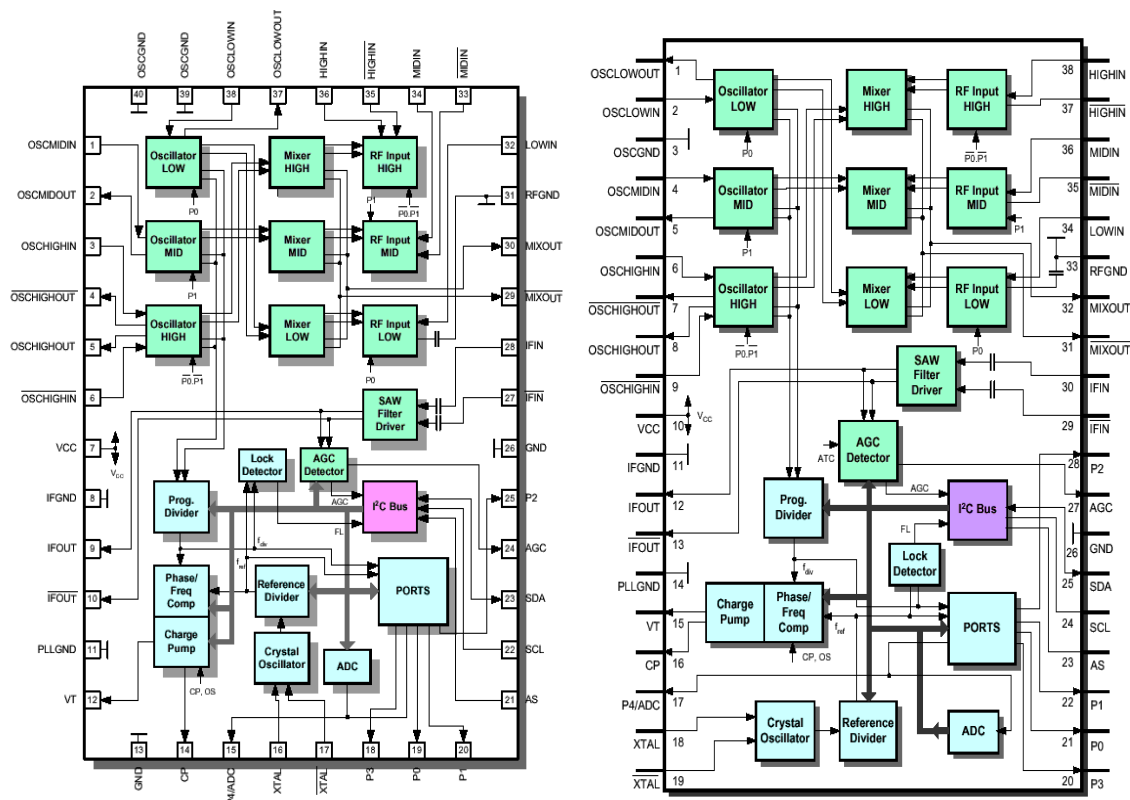 OSCGND
OSCGND
OSCLOWIN
OSCLOWOUT
HIGHIN
HIGHIN
MIDIN
MIDIN
40
39
38
37
36
35
34
33
OSCMIDIN
1
OSCMIDOUT
2
OSCHIGHIN
3
OSCHIGHOUT
4
OSCHIGHOUT
5
OSCHIGHIN
6
VCC
7
VCC
IFGND
8
IFOUT
9
IFOUT
10
PLLGND
11
VT
12
Oscillator
LOW
Mixer
HIGH
RF Input
HIGH
P0
P1
P0.P1
Oscillator
MID
Mixer
MID
RF Input
MID
P1
Oscillator
HIGH
Mixer
LOW
RF Input
LOW
P0.P1
P0
SAW
Filter
Driver
Lock
Detector
AGC
Detector
AGC
Prog.
Divider
I²C Bus
FL
fdiv
fref
Phase/
Freq
Comp
Reference
Divider
PORTS
Charge
Pump
Crystal
Oscillator
ADC
CP, OS
32
LOWIN
31
RFGND
30
MIXOUT
29
MIXOUT
28
IFIN
27
IFIN
26
GND
25
P2
24
AGC
23
SDA
22
SCL
21
AS
13
14
15
16
17
18
19
20
GND
CP
P4/ADC
XTAL
XTAL
P3
P0
P1
OSCLOWOUT
1
OSCLOWIN
2
OSCGND
3
OSCMIDIN
4
OSCMIDOUT
5
OSCHIGHIN
6
OSCHIGHOUT
7
OSCHIGHOUT
8
OSCHIGHIN
9
VCC
10
VCC
IFGND
11
IFOUT
12
IFOUT
13
PLLGND
14
VT
15
CP
16
P4/ADC
17
XTAL
18
XTAL
19
Oscillator
LOW
Mixer
HIGH
RF Input
HIGH
P0
P0.P1
Oscillator
MID
Mixer
MID
RF Input
MID
P1
P1
Oscillator
HIGH
Mixer
LOW
RF Input
LOW
P0.P1
P0
SAW
Filter
Driver
AGC
Detector
ATC
AGC
Prog.
Divider
I²C Bus
FL
Lock
Detector
fdiv
Charge
Pump
Phase/
Freq
Comp
fref
PORTS
CP, OS
Crystal
Oscillator
Reference
Divider
ADC
38
HIGHIN
37
HIGHIN
36
MIDIN
35
MIDIN
34
LOWIN
33
RFGND
32
MIXOUT
31
MIXOUT
30
IFIN
29
IFIN
28
P2
27
AGC
26
GND
25
SDA
24
SCL
23
AS
22
P1
21
P0
20
P3